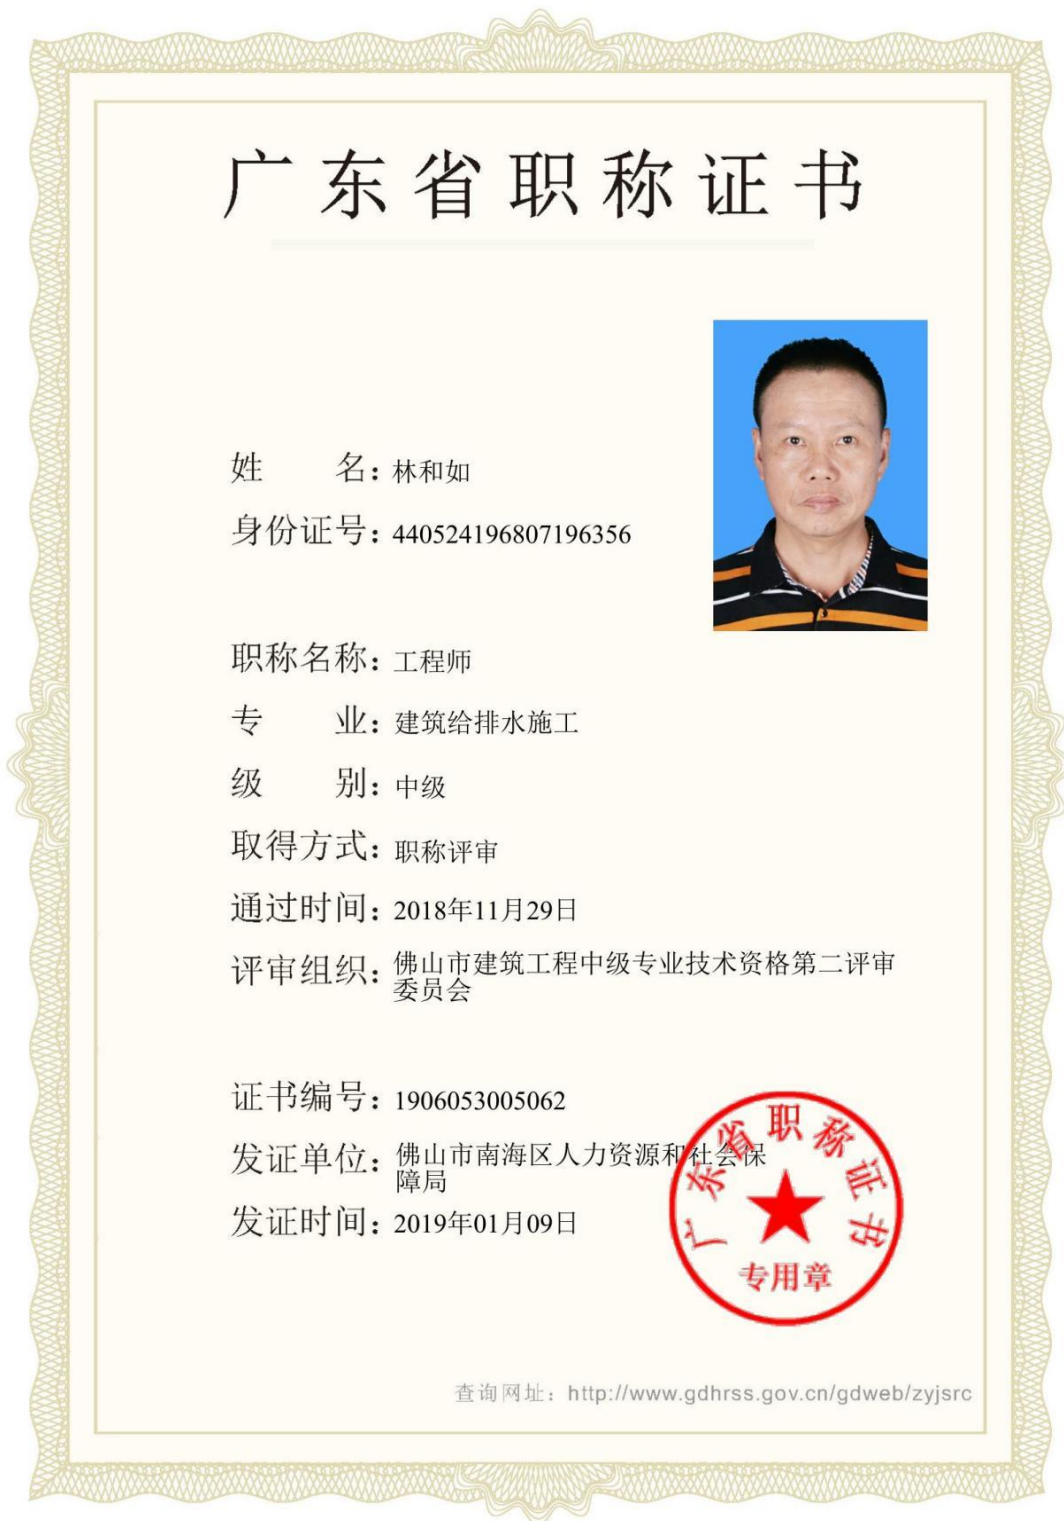 广东省职称证书
姓 名：林和如
身份证号：440524196807196356
职称名称：工程师
专 业：建筑给排水施工
级 别：中级
取得方式：职称评审
通过时间：2018年11月29日
评审组织：佛山市建筑工程中级专业技术资格第二评审
委员会
证书编号：1906053005062
发证单位：佛山市南海区人力资源和社会保
障局
发证时间：2019年01月09日
广东省职称证书
专用章
查询网址：http://www.gdhrss.gov.cn/gdweb/zyjsrc